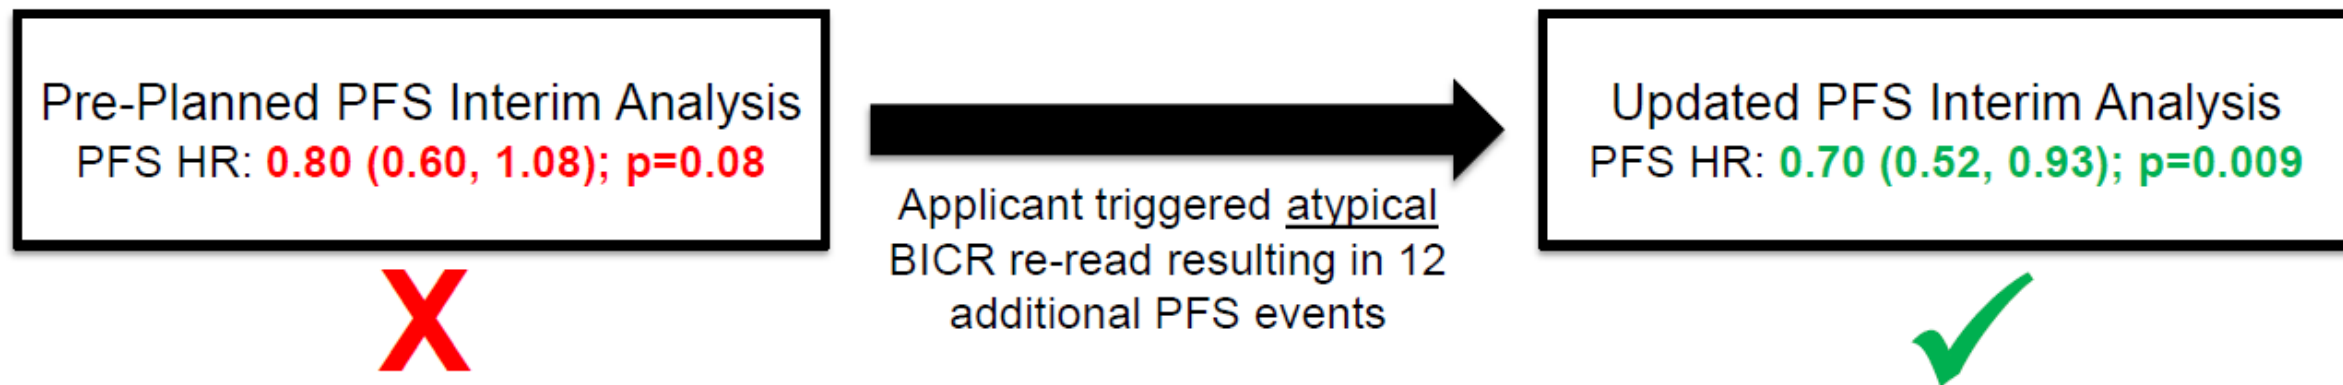 Pre-Planned PFS Interim Analysis
PFS HR: 0.80 (0.60, 1.08); p=0.08
X
Applicant triggered atypical
BICR re-read resulting in 12
additional PFS events
Updated PFS Interim Analysis
PFS HR: 0.70 (0.52, 0.93); p=0.009